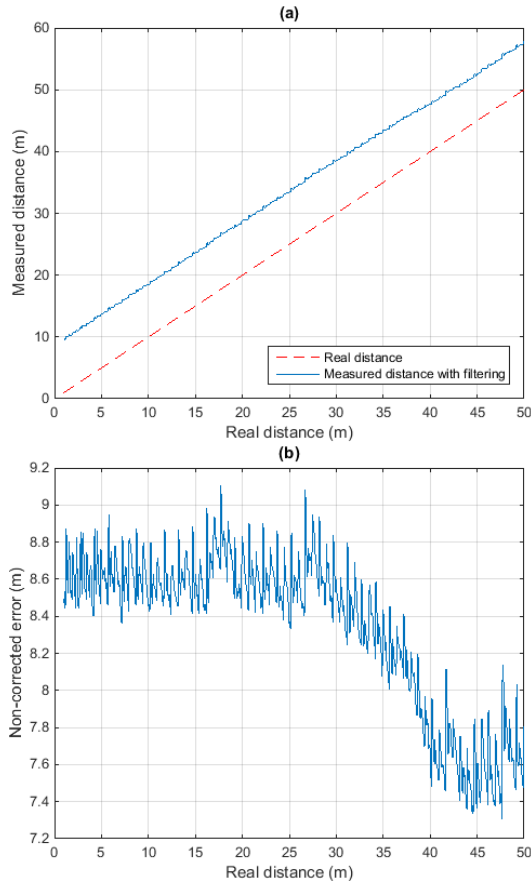 (a)
60
50
40
30
20
10
0
Measured distance (m)
Real distance
Measured distance with filtering
0 5 10 15 20 25 30 35 40 45 50
Real distance (m)
(b)
9.2
9
8.8
8.6
8.4
8.2
8
7.8
7.6
7.4
7.2
Non-corrected error (m)
0 5 10 15 20 25 30 35 40 45 50
Real distance (m)